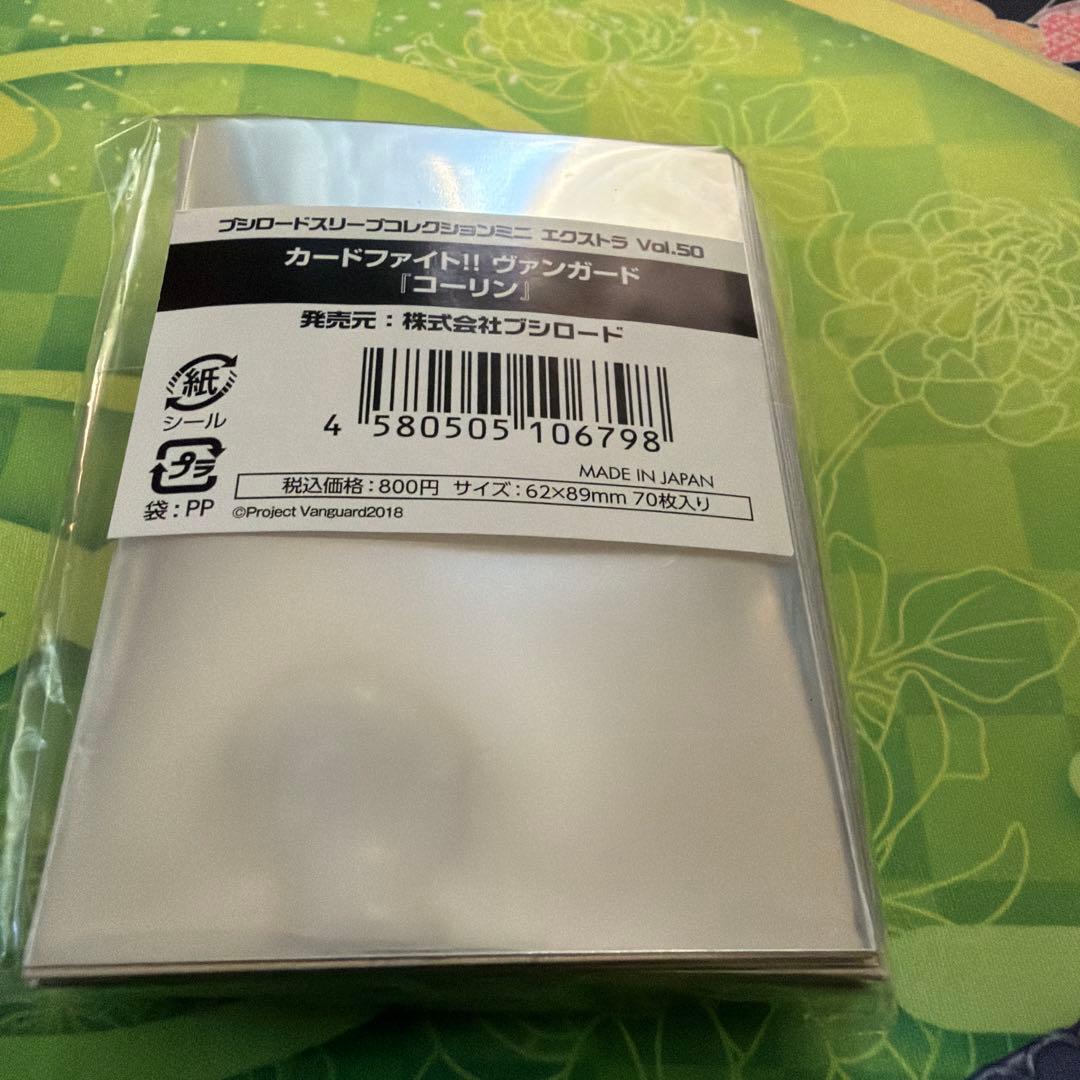 ブシロードスリーブコレクションミニ エクストラ Vol.50
カードファイト!! ヴァンガード
『コーリン』
発売元：株式会社ブシロード
紙
シール
4 580505 106798
プラ
MADE IN JAPAN
税込価格：800円 サイズ：62×89mm 70枚入り
袋：PP
©Project Vanguard2018